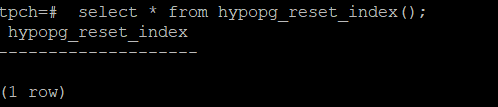 tpch=#  select * from hypopg_reset_index();
 hypopg_reset_index
--------------------
(1 row)